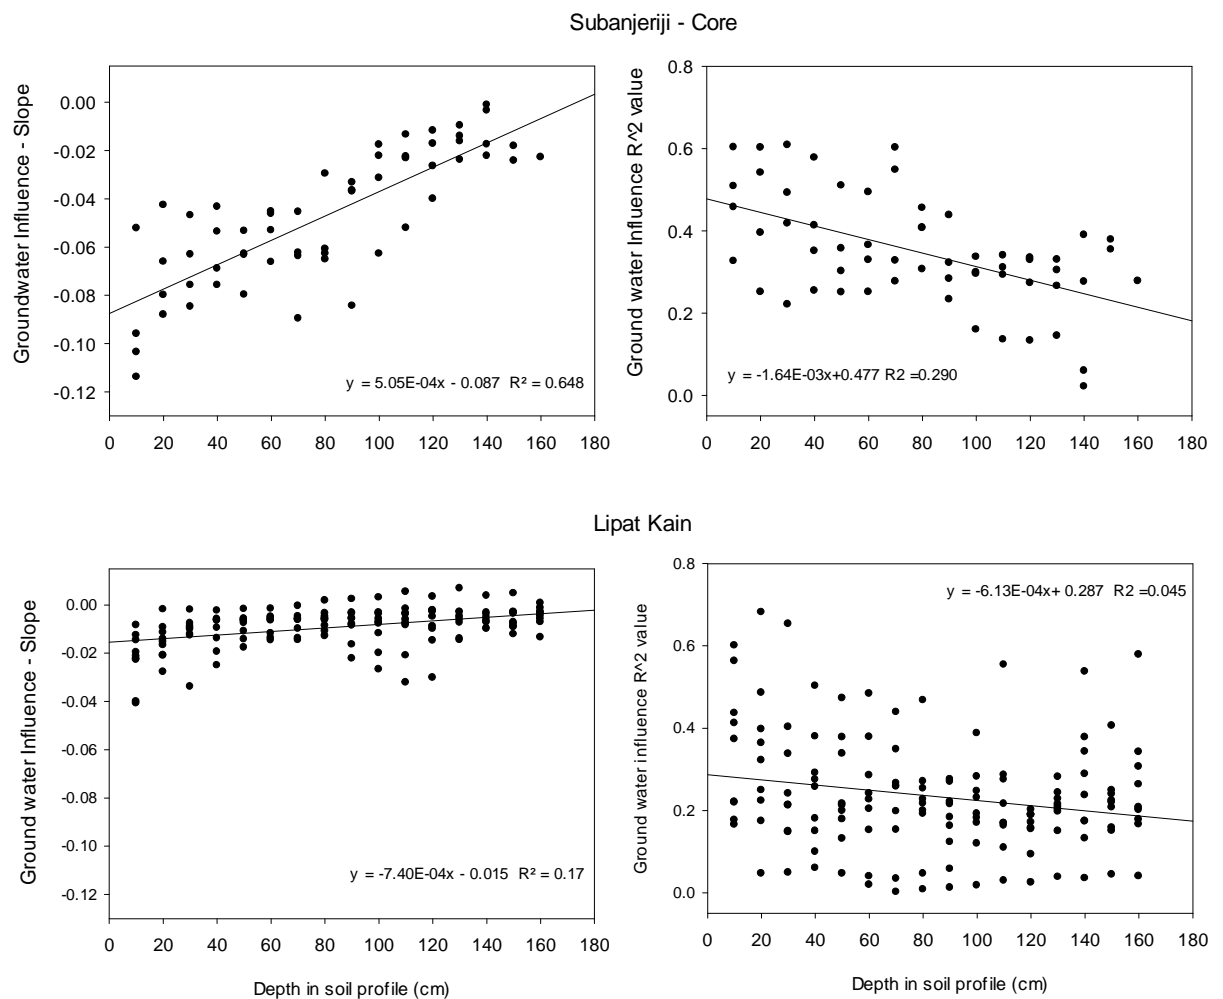 Subanjeriji - Core
Groundwater Influence - Slope
0.00
-0.02
-0.04
-0.06
-0.08
-0.10
-0.12
y = 5.05E-04x - 0.087 R² = 0.648
0 20 40 60 80 100 120 140 160 180
Ground water Influence R^2 value
0.8
0.6
0.4
0.2
0.0
y = -1.64E-03x+0.477 R2 =0.290
0 20 40 60 80 100 120 140 160 180
Lipat Kain
Ground water Influence - Slope
0.00
-0.02
-0.04
-0.06
-0.08
-0.10
-0.12
y = -7.40E-04x - 0.015 R² = 0.17
0 20 40 60 80 100 120 140 160 180
Depth in soil profile (cm)
Ground water influence R^2 value
0.8
0.6
0.4
0.2
0.0
y = -6.13E-04x+ 0.287 R2 =0.045
0 20 40 60 80 100 120 140 160 180
Depth in soil profile (cm)